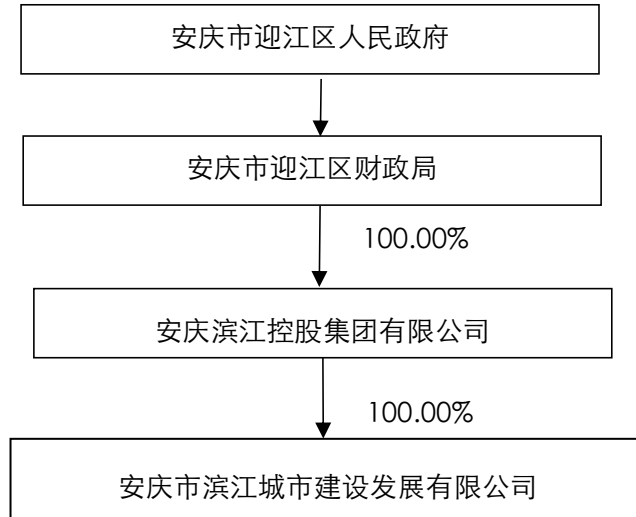 安庆市迎江区人民政府
安庆市迎江区财政局
100.00%
安庆滨江控股集团有限公司
100.00%
安庆市滨江城市建设发展有限公司